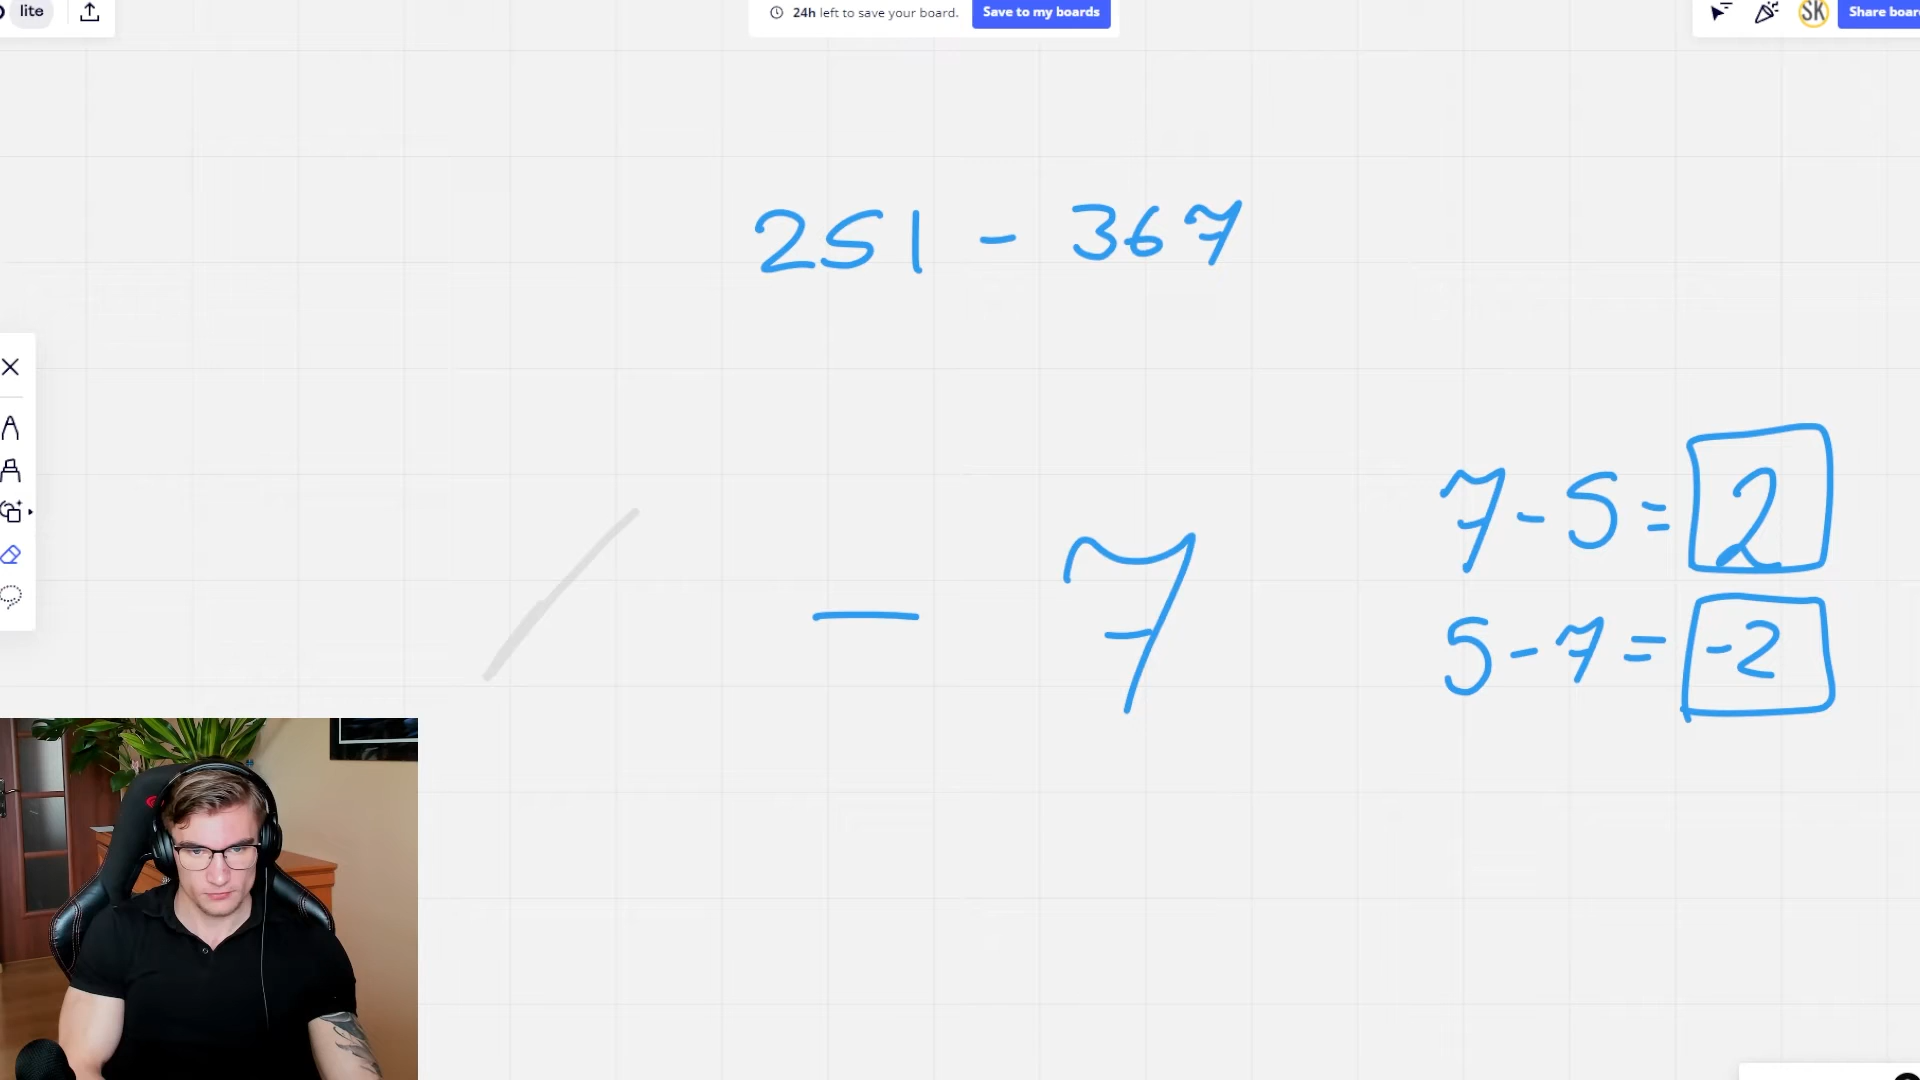 lite
24h left to save your board.
Save to my boards
SK
Share boar
251 - 367
7 - 5 = 2
- 7
5 - 7 = -2